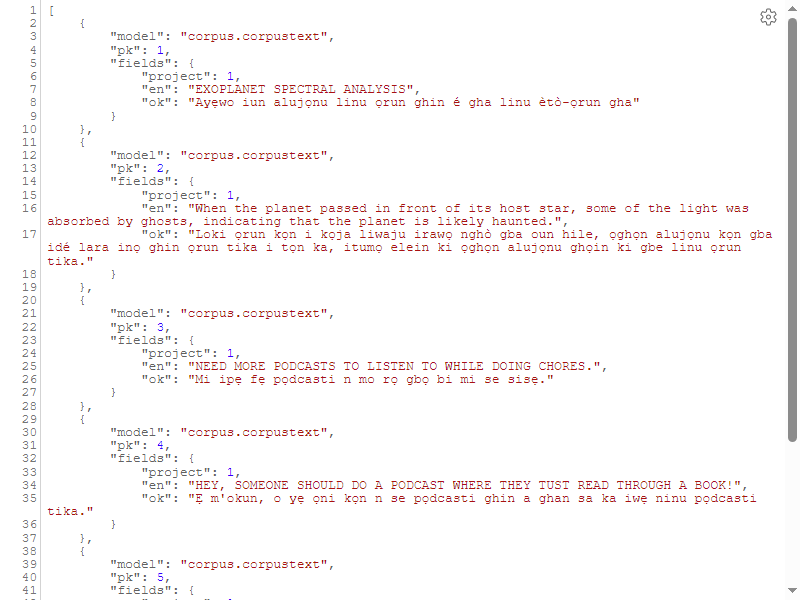 1 [
2 {
3 "model": "corpus.corpustext",
4 "pk": 1,
5 "fields": {
6 "project": 1,
7 "en": "EXOPLANET SPECTRAL ANALYSIS",
8 "ok": "Ayẹwo iun alujọnu linu ọrun ghin é gha linu ètò-ọrun gha"
9 }
10 },
11 {
12 "model": "corpus.corpustext",
13 "pk": 2,
14 "fields": {
15 "project": 1,
16 "en": "When the planet passed in front of its host star, some of the light was
absorbed by ghosts, indicating that the planet is likely haunted.",
17 "ok": "Loki ọrun kọn i kọja liwaju irawọ nghò gba oun hile, ọghọn alujọnu kọn gba
idé lara inọ ghin ọrun tika i tọn ka, itumọ elein ki ọghọn alujọnu ghọin ki gbe linu ọrun
tika."
18 }
19 },
20 {
21 "model": "corpus.corpustext",
22 "pk": 3,
23 "fields": {
24 "project": 1,
25 "en": "NEED MORE PODCASTS TO LISTEN TO WHILE DOING CHORES.",
26 "ok": "Mi ipẹ fẹ pọdcasti n mo rọ gbọ bi mi se sisẹ."
27 }
28 },
29 {
30 "model": "corpus.corpustext",
31 "pk": 4,
32 "fields": {
33 "project": 1,
34 "en": "HEY, SOMEONE SHOULD DO A PODCAST WHERE THEY TUST READ THROUGH A BOOK!",
35 "ok": "Ẹ m'okun, o yẹ ọni kọn n se pọdcasti ghin a ghan sa ka iwẹ ninu pọdcasti
tika."
36 }
37 },
38 {
39 "model": "corpus.corpustext",
40 "pk": 5,
41 "fields": {